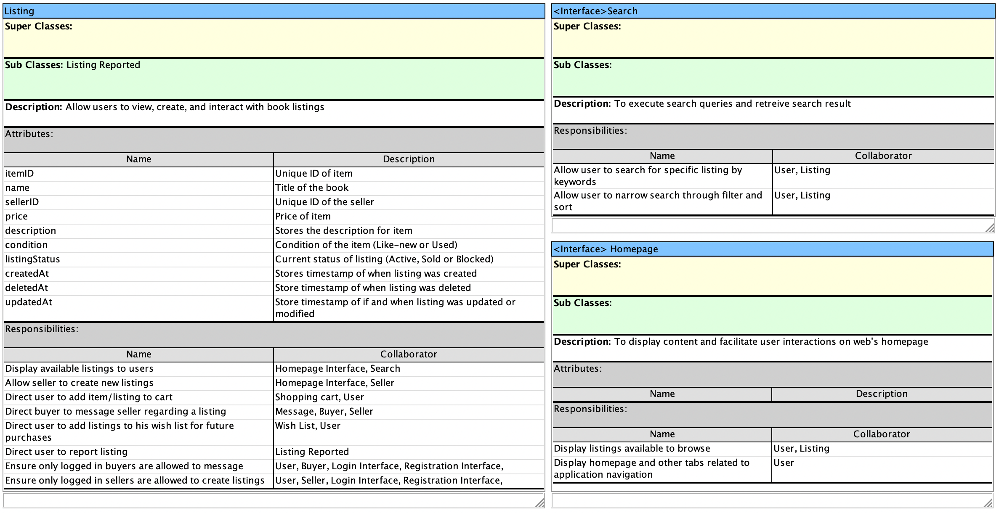 Listing
Super Classes:
Sub Classes: Listing Reported
Description: Allow users to view, create, and interact with book listings
Attributes:
Name Description
itemID Unique ID of item
name Title of the book
sellerID Unique ID of the seller
price Price of item
description Stores the description for item
condition Condition of the item (Like-new or Used)
listingStatus Current status of listing (Active, Sold or Blocked)
createdAt Stores timestamp of when listing was created
deletedAt Store timestamp of when listing was deleted
updatedAt Store timestamp of if and when listing was updated or
modified
Responsibilities:
Name Collaborator
Display available listings to users Homepage Interface, Search
Allow seller to create new listings Homepage Interface, Seller
Direct user to add item/listing to cart Shopping cart, User
Direct buyer to message seller regarding a listing Message, Buyer, Seller
Direct user to add listings to his wish list for future Wish List, User
purchases
Direct user to report listing Listing Reported
Ensure only logged in buyers are allowed to message User, Buyer, Login Interface, Registration Interface,
Ensure only logged in sellers are allowed to create listings User, Seller, Login Interface, Registration Interface,
<Interface>Search
Super Classes:
Sub Classes:
Description: To execute search queries and retreive search result
Responsibilities:
Name Collaborator
Allow user to search for specific listing by User, Listing
keywords
Allow user to narrow search through filter and User, Listing
sort
<Interface> Homepage
Super Classes:
Sub Classes:
Description: To display content and facilitate user interactions on web's homepage
Attributes:
Name Description
Responsibilities:
Name Collaborator
Display listings available to browse User, Listing
Display homepage and other tabs related to User
application navigation